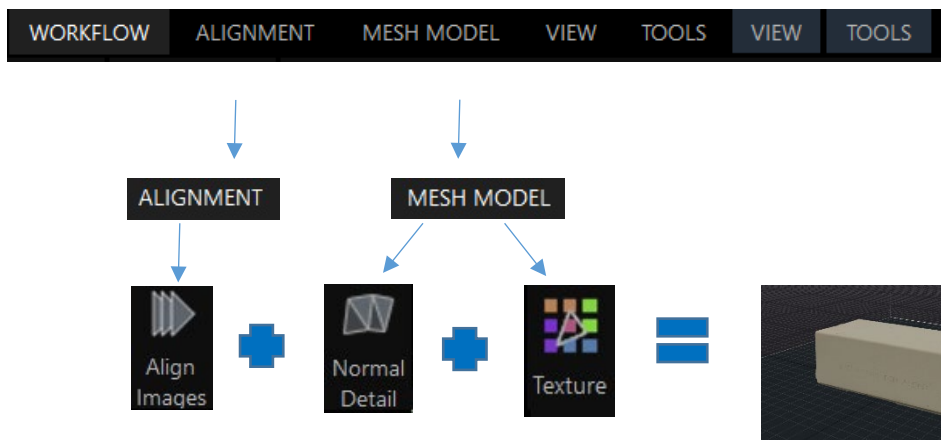 WORKFLOW ALIGNMENT MESH MODEL VIEW TOOLS VIEW TOOLS
ALIGNMENT MESH MODEL
Align
Images
Normal
Detail
Texture